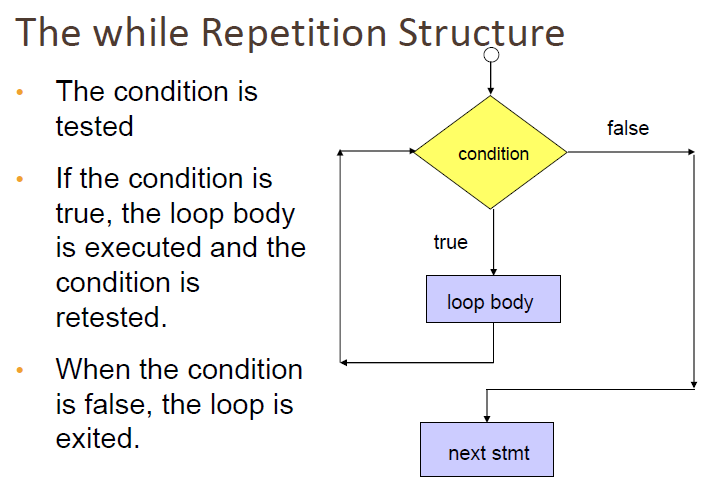 The while Repetition Structure
• The condition is
tested
• If the condition is
true, the loop body
is executed and the
condition is
retested.
• When the condition
is false, the loop is
exited.
condition
false
true
loop body
next stmt